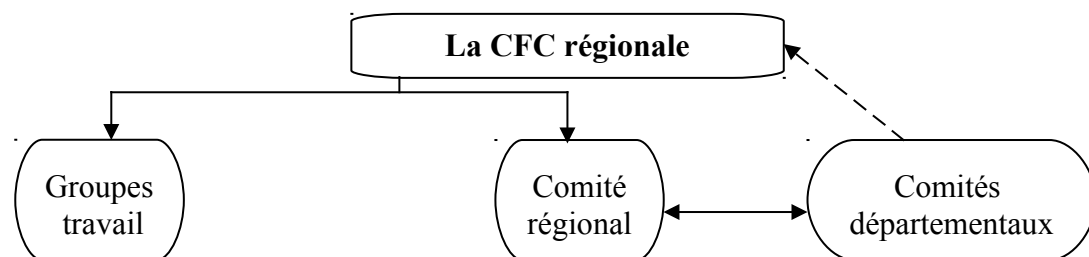 La CFC régionale
Groupes
travail
Comité
régional
Comités
départementaux